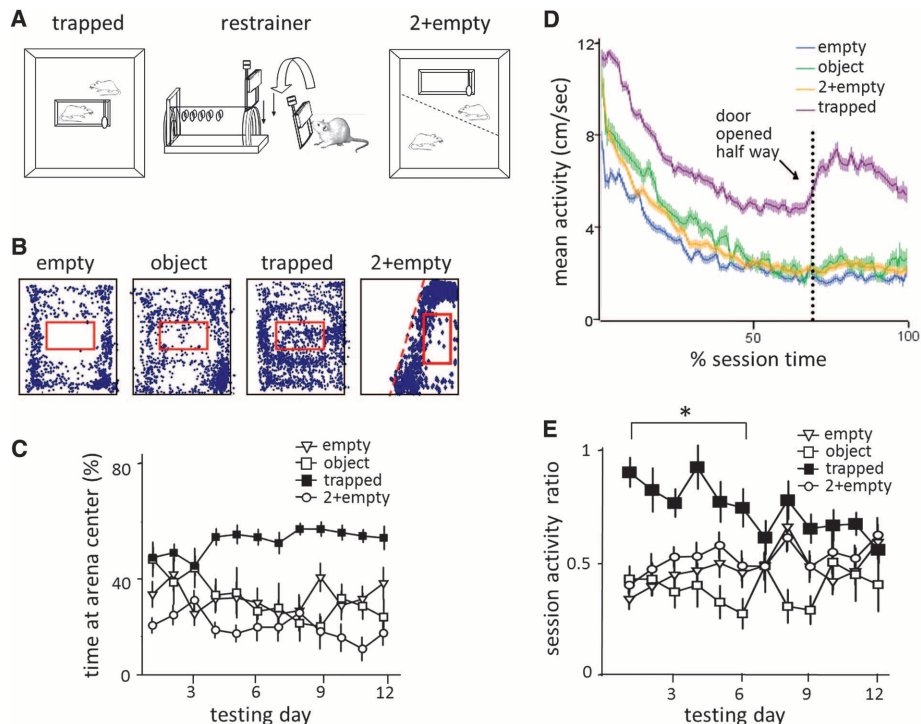 A
trapped
restrainer
2+empty
B
empty
object
trapped
2+empty
C
time at arena center (%)
80
40
0
empty
object
trapped
2+empty
3
6
9
12
testing day
D
mean activity (cm/sec)
12
8
4
0
empty
object
2+empty
trapped
door
opened
half way
50
100
% session time
E
*
session activity ratio
1
0.5
0
empty
object
trapped
2+empty
3
6
9
12
testing day